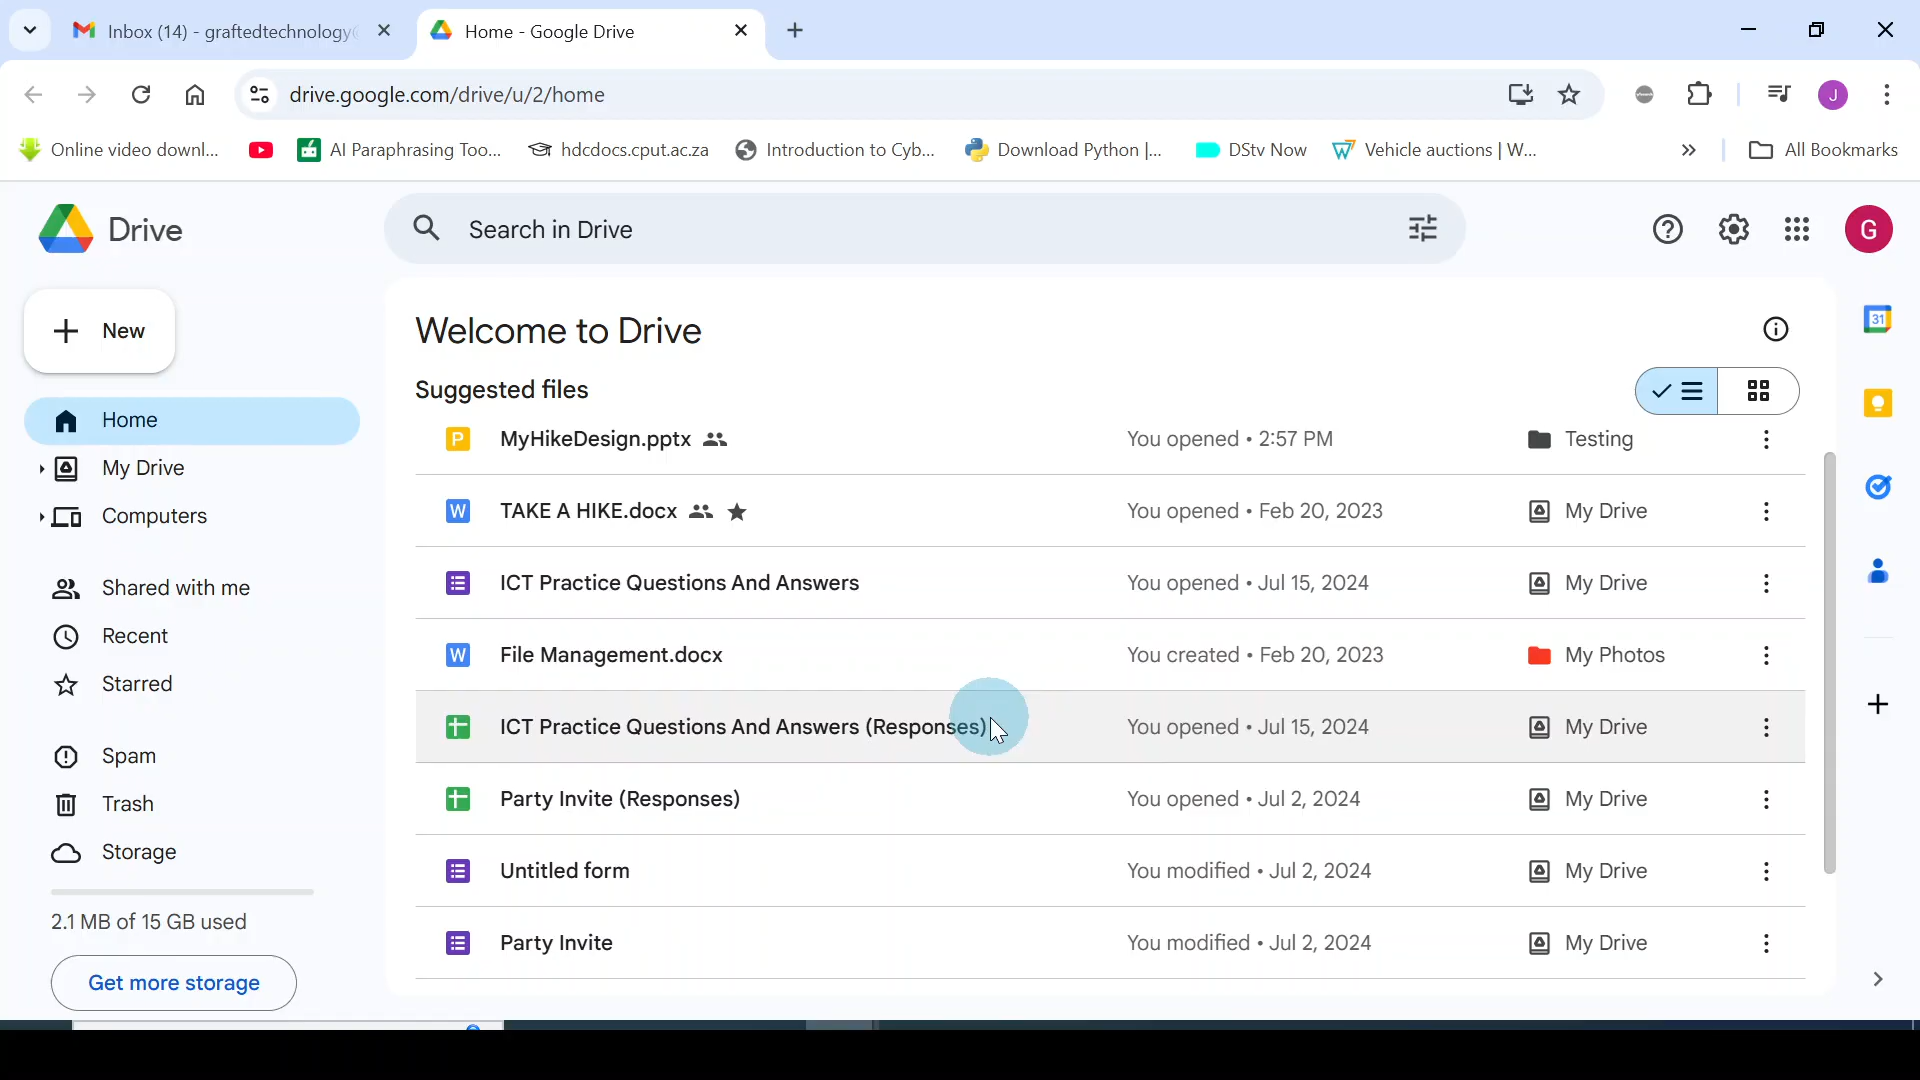 Inbox (14) - graftedtechnology
Home - Google Drive
drive.google.com/drive/u/2/home
J
Online video downl...
AI Paraphrasing Too...
hdcdocs.cput.ac.za
Introduction to Cyb...
Download Python |...
DStv Now
Vehicle auctions | W...
All Bookmarks
Drive
Search in Drive
G
New
Welcome to Drive
Suggested files
31
Home
My Drive
Computers
Shared with me
Recent
Starred
Spam
Trash
Storage
2.1 MB of 15 GB used
Get more storage
P MyHikeDesign.pptx You opened • 2:57 PM Testing
W TAKE A HIKE.docx You opened • Feb 20, 2023 My Drive
ICT Practice Questions And Answers You opened • Jul 15, 2024 My Drive
W File Management.docx You created • Feb 20, 2023 My Photos
ICT Practice Questions And Answers (Responses) You opened • Jul 15, 2024 My Drive
Party Invite (Responses) You opened • Jul 2, 2024 My Drive
Untitled form You modified • Jul 2, 2024 My Drive
Party Invite You modified • Jul 2, 2024 My Drive